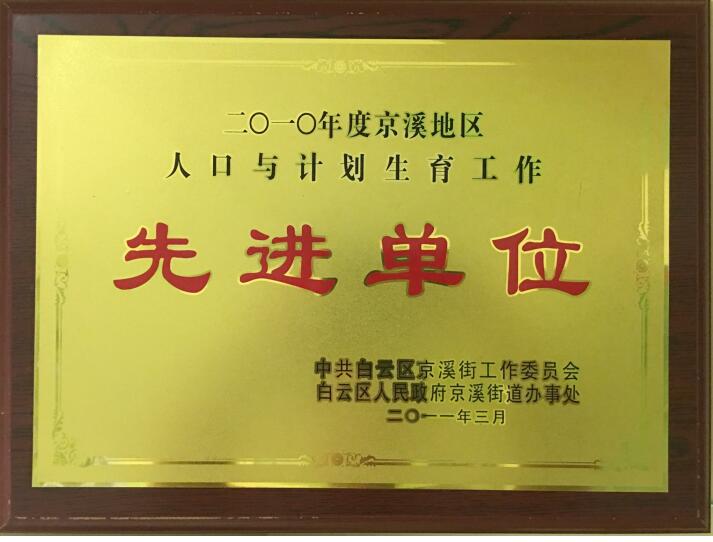 二〇一〇年度京溪地区
人口与计划生育工作
先进单位
中共白云区京溪街工作委员会
白云区人民政府京溪街道办事处
二〇一一年三月